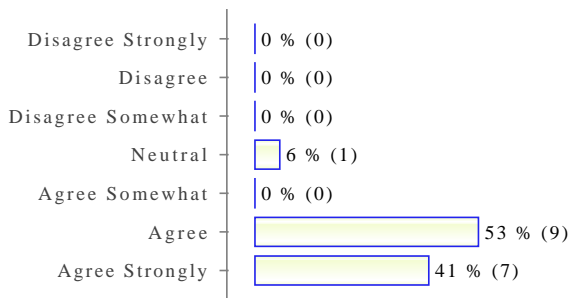 Disagree Strongly 0 % (0)
Disagree 0 % (0)
Disagree Somewhat 0 % (0)
Neutral 6 % (1)
Agree Somewhat 0 % (0)
Agree 53 % (9)
Agree Strongly 41 % (7)